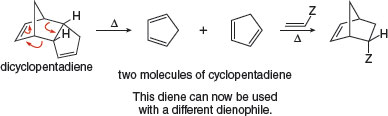 Z
H
H
Δ
+
Δ
H
Z
dicyclopentadiene
two molecules of cyclopentadiene
This diene can now be used
with a different dienophile.